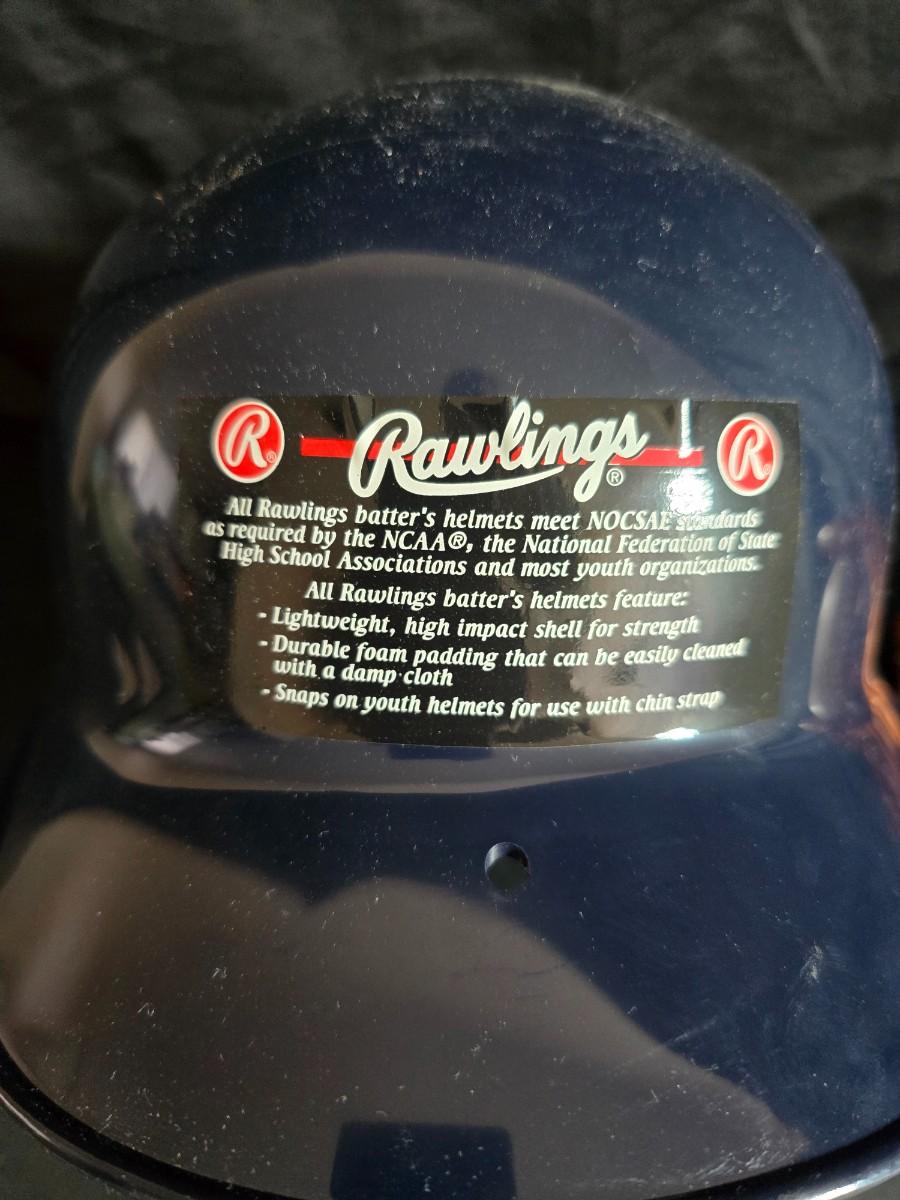 R® Rawlings® R®
All Rawlings batter's helmets meet NOCSAE standards
as required by the NCAA®, the National Federation of State
High School Associations and most youth organizations.
All Rawlings batter's helmets feature:
- Lightweight, high impact shell for strength
- Durable foam padding that can be easily cleaned
with a damp cloth
- Snaps on youth helmets for use with chin strap